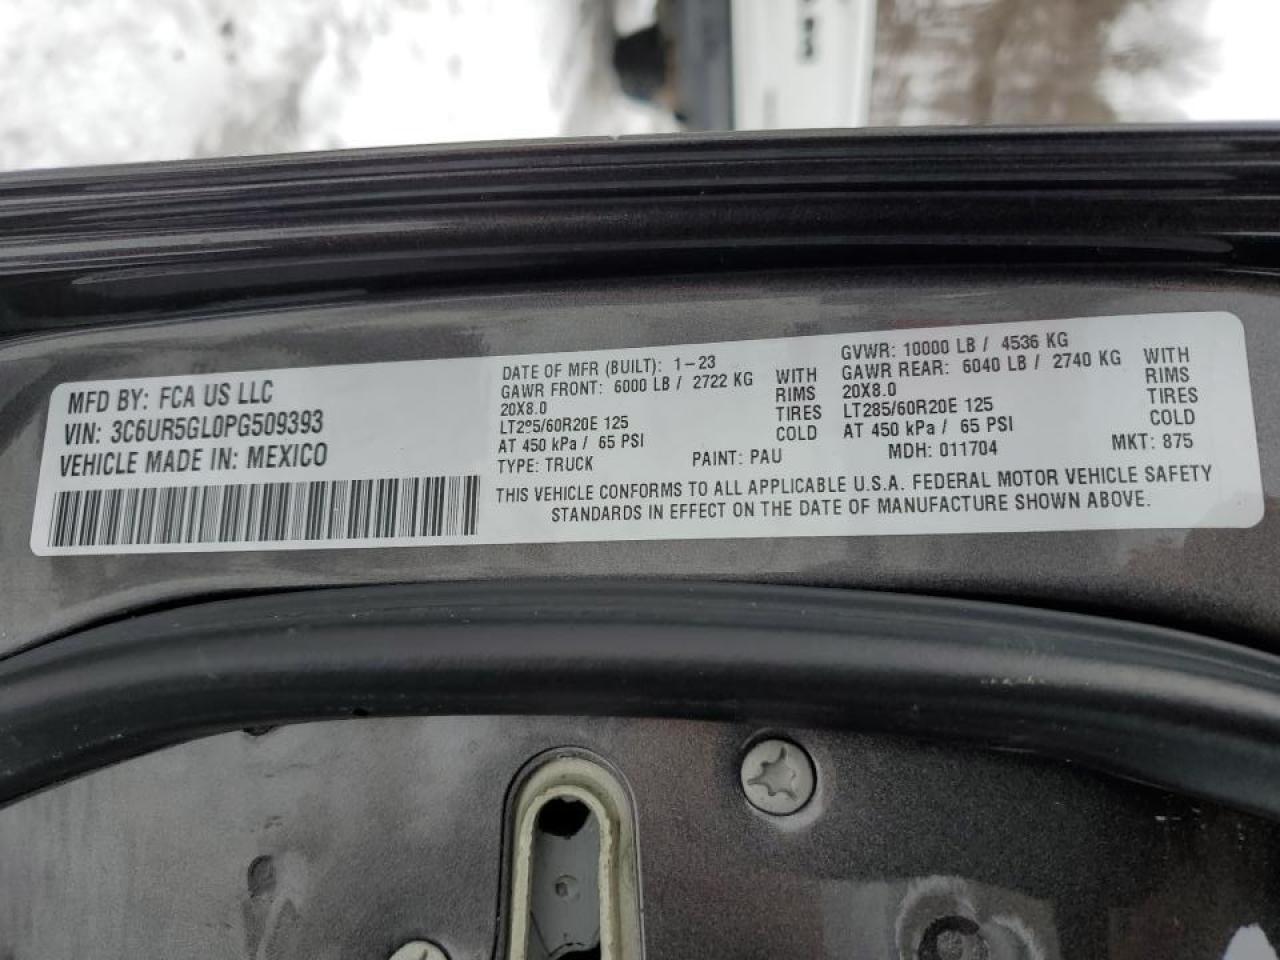 MFD BY: FCA US LLC
VIN: 3C6UR5GL0PG509393
VEHICLE MADE IN: MEXICO
DATE OF MFR (BUILT): 1-23
GAWR FRONT: 6000 LB / 2722 KG
20X8.0
/60R20E 125
AT 450 kPa / 65 PSI
WITH
RIMS
TIRES
COLD
TYPE: TRUCK
PAINT: PAU
GVWR: 10000 LB / 4536 KG
GAWR REAR: 6040 LB / 2740 KG
20X8.0
LT285/60R20E 125
AT 450 kPa / 65 PSI
WITH
RIMS
TIRES
COLD
MDH: 011704
MKT: 875
THIS VEHICLE CONFORMS TO ALL APPLICABLE U.S.A. FEDERAL MOTOR VEHICLE SAFETY
STANDARDS IN EFFECT ON THE DATE OF MANUFACTURE SHOWN ABOVE.